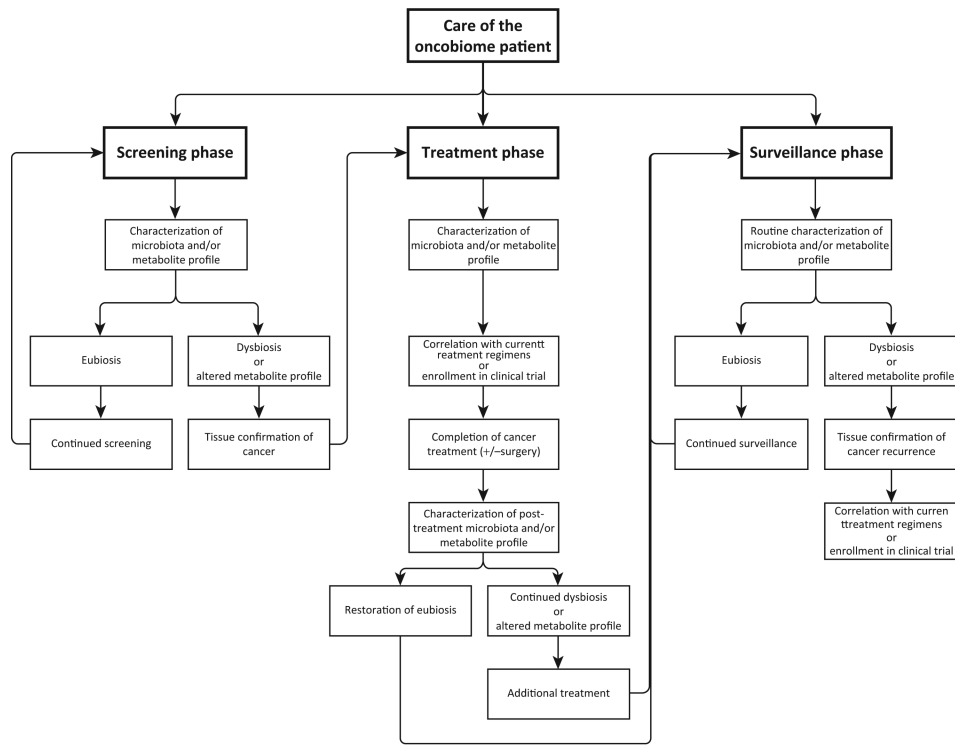 Care of the
oncobiome patient
Screening phase
Treatment phase
Surveillance phase
Characterization of
microbiota and/or
metabolite profile
Characterization of
microbiota and/or metabolite
profile
Routine characterization of
microbiota and/or metabolite
profile
Eubiosis
Dysbiosis
or
altered metabolite profile
Correlation with currentt
reatment regimens
or
enrollment in clinical trial
Eubiosis
Dysbiosis
or
altered metabolite profile
Continued screening
Tissue confirmation of
cancer
Completion of cancer
treatment (+/–surgery)
Continued surveillance
Tissue confirmation of
cancer recurrence
Characterization of post-
treatment microbiota and/or
metabolite profile
Correlation with curren
ttreatment regimens
or
enrollment in clinical trial
Restoration of eubiosis
Continued dysbiosis
or
altered metabolite profile
Additional treatment